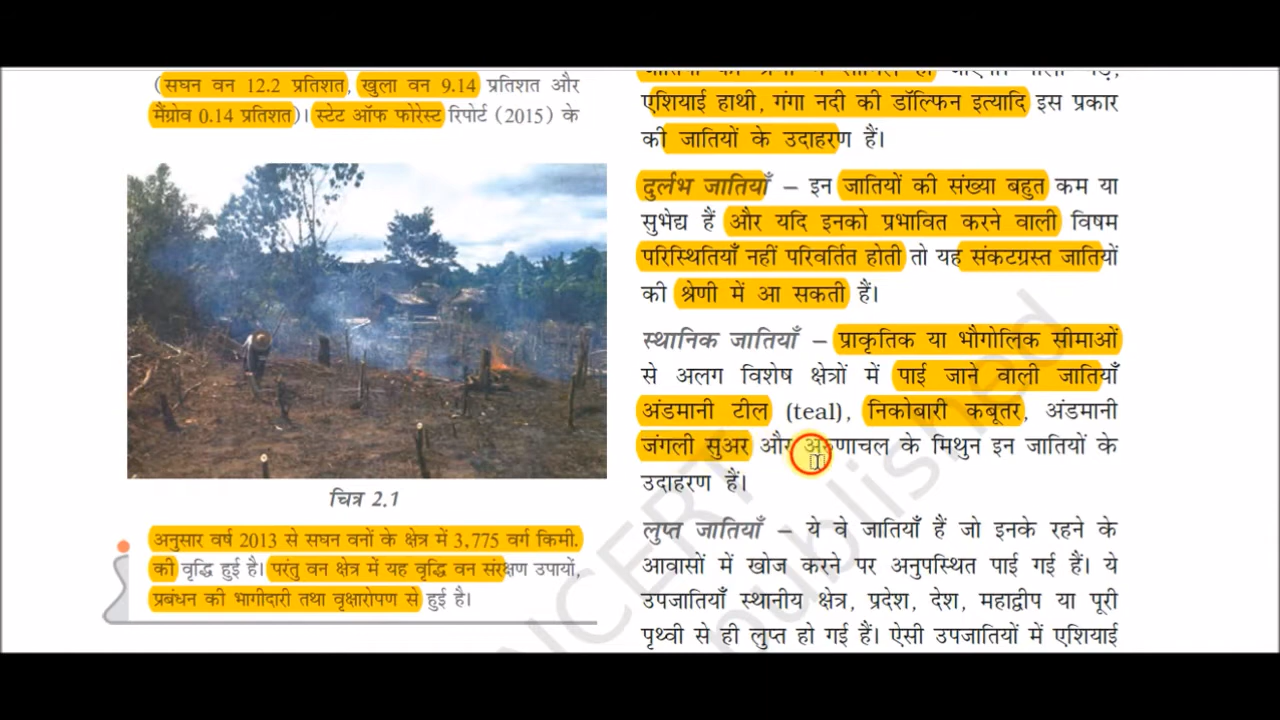 (सघन वन 12.2 प्रतिशत, खुला वन 9.14 प्रतिशत और
मैंग्रोव 0.14 प्रतिशत)। स्टेट ऑफ फोरेस्ट रिपोर्ट (2015) के
चित्र 2.1
अनुसार वर्ष 2013 से सघन वनों के क्षेत्र में 3,775 वर्ग किमी.
की वृद्धि हुई है। परंतु वन क्षेत्र में यह वृद्धि वन संरक्षण उपायों,
प्रबंधन की भागीदारी तथा वृक्षारोपण से हुई है।
एशियाई हाथी, गंगा नदी की डॉल्फिन इत्यादि इस प्रकार
की जातियों के उदाहरण हैं।
दुर्लभ जातियाँ – इन जातियों की संख्या बहुत कम या
सुभेद्य हैं और यदि इनको प्रभावित करने वाली विषम
परिस्थितियाँ नहीं परिवर्तित होती तो यह संकटग्रस्त जातियों
की श्रेणी में आ सकती हैं।
स्थानिक जातियाँ – प्राकृतिक या भौगोलिक सीमाओं
से अलग विशेष क्षेत्रों में पाई जाने वाली जातियाँ
अंडमानी टील (teal), निकोबारी कबूतर, अंडमानी
जंगली सुअर और अरुणाचल के मिथुन इन जातियों के
उदाहरण हैं।
लुप्त जातियाँ – ये वे जातियाँ हैं जो इनके रहने के
आवासों में खोज करने पर अनुपस्थित पाई गई हैं। ये
उपजातियाँ स्थानीय क्षेत्र, प्रदेश, देश, महाद्वीप या पूरी
पृथ्वी से ही लुप्त हो गई हैं। ऐसी उपजातियों में एशियाई
NCERT
published